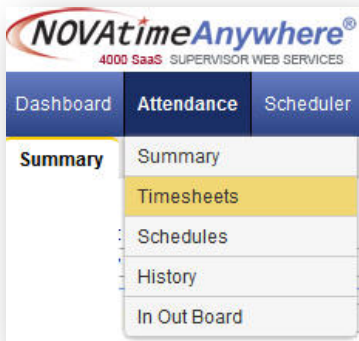 NOVAtimeAnywhere®
4000 SaaS SUPERVISOR WEB SERVICES
Dashboard Attendance Scheduler
Summary Summary
Timesheets
Schedules
History
In Out Board